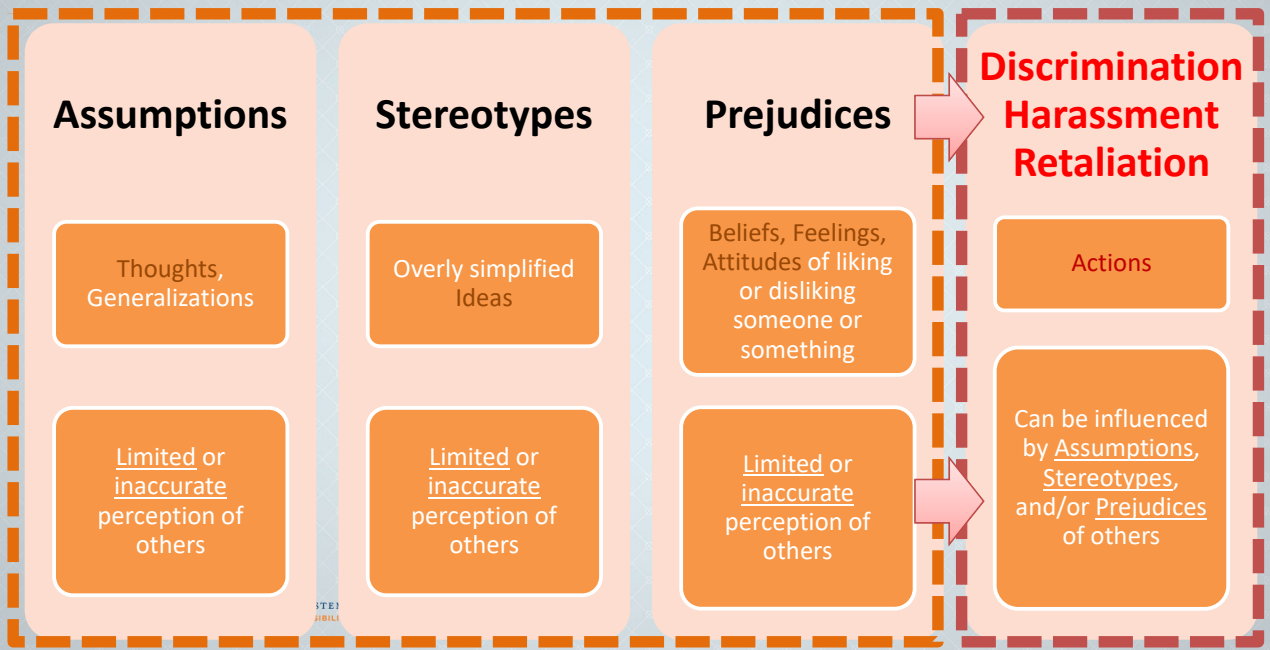 Assumptions
Thoughts,
Generalizations
Limited or
inaccurate
perception of
others
Stereotypes
Overly simplified
Ideas
Limited or
inaccurate
perception of
others
Prejudices
Beliefs, Feelings,
Attitudes of liking
or disliking
someone or
something
Limited or
inaccurate
perception of
others
Discrimination
Harassment
Retaliation
Actions
Can be influenced
by Assumptions,
Stereotypes,
and/or Prejudices
of others